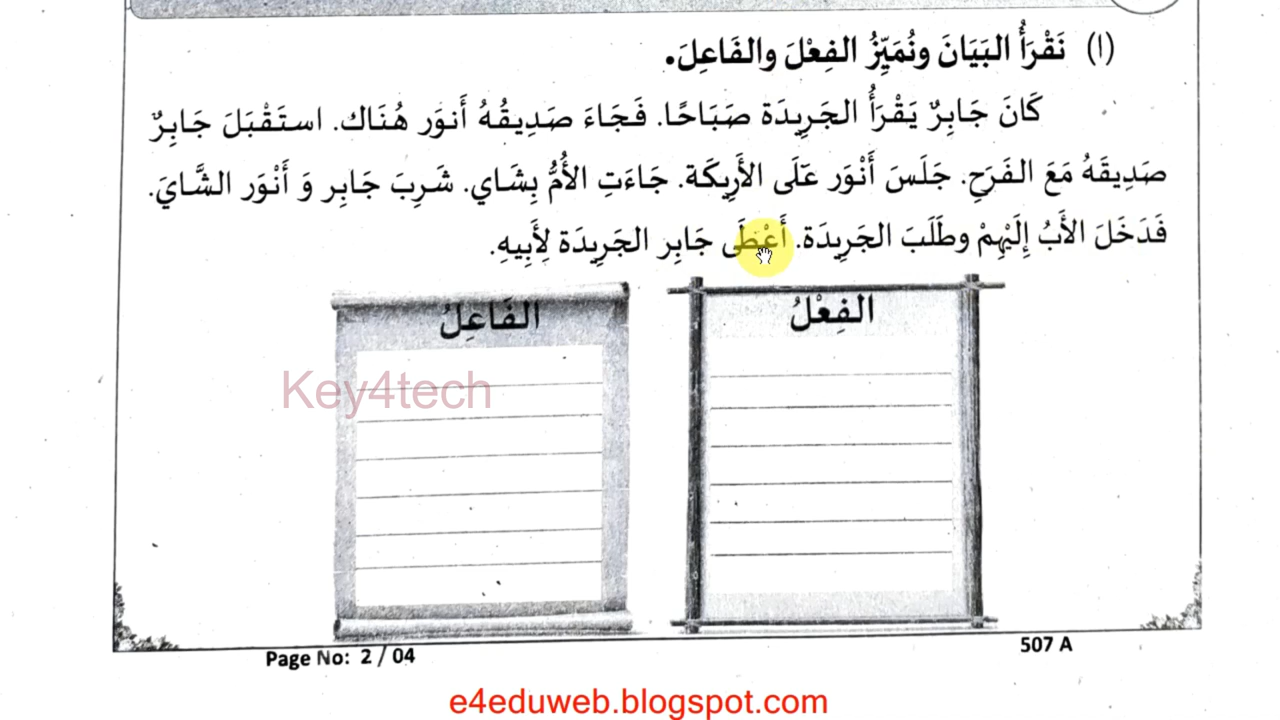 (١) نَقْرَأُ البَيَانَ ونُمَيِّزُ الفِعْلَ والفَاعِلَ.
كَانَ جَابِرٌ يَقْرَأُ الجَرِيدَة صَبَاحًا. فَجَاءَ صَدِيقُهُ أَنوَر هُنَاك. استَقْبَلَ جَابِرٌ
صَدِيقَهُ مَعَ الفَرَحِ. جَلَسَ أَنْوَر عَلَى الأَرِيكَة. جَاءَتِ الأُمُّ بِشَاي. شَرِبَ جَابِر وَ أَنْوَر الشَّايَ.
فَدَخَلَ الأَبُ إِلَيْهِمْ وطَلَبَ الجَرِيدَة. أَعْطَى جَابِر الجَرِيدَة لِأَبِيهِ.
الفِعْلُ
الفَاعِلُ
Key4tech
Page No: 2 / 04
507 A
e4eduweb.blogspot.com